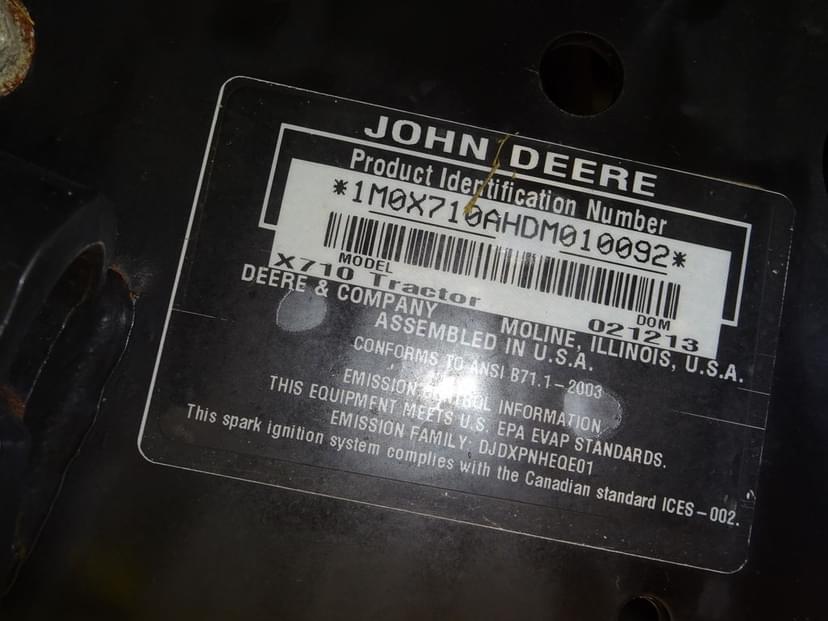 JOHN DEERE
Product Identification Number
*1M0X710AHDM010092*
MODEL DOM
X710 Tractor 021213
DEERE & COMPANY MOLINE, ILLINOIS, U.S.A.
ASSEMBLED IN U.S.A.
CONFORMS TO ANSI B71.1-2003
EMISSION CONTROL INFORMATION
THIS EQUIPMENT MEETS U.S. EPA EVAP STANDARDS.
EMISSION FAMILY: DJDXPNHEQE01
This spark ignition system complies with the Canadian standard ICES-002.